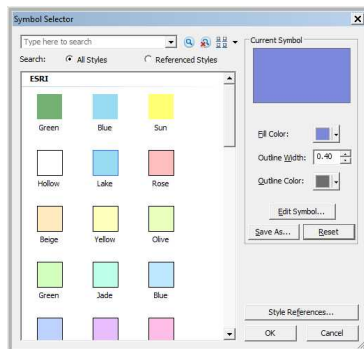 Symbol Selector
Type here to search
Search: All Styles Referenced Styles
ESRI
Green Blue Sun
Hollow Lake Rose
Beige Yellow Olive
Green Jade Blue
Current Symbol
Fill Color:
Outline Width: 0.40
Outline Color:
Edit Symbol...
Save As... Reset
Style References...
OK Cancel